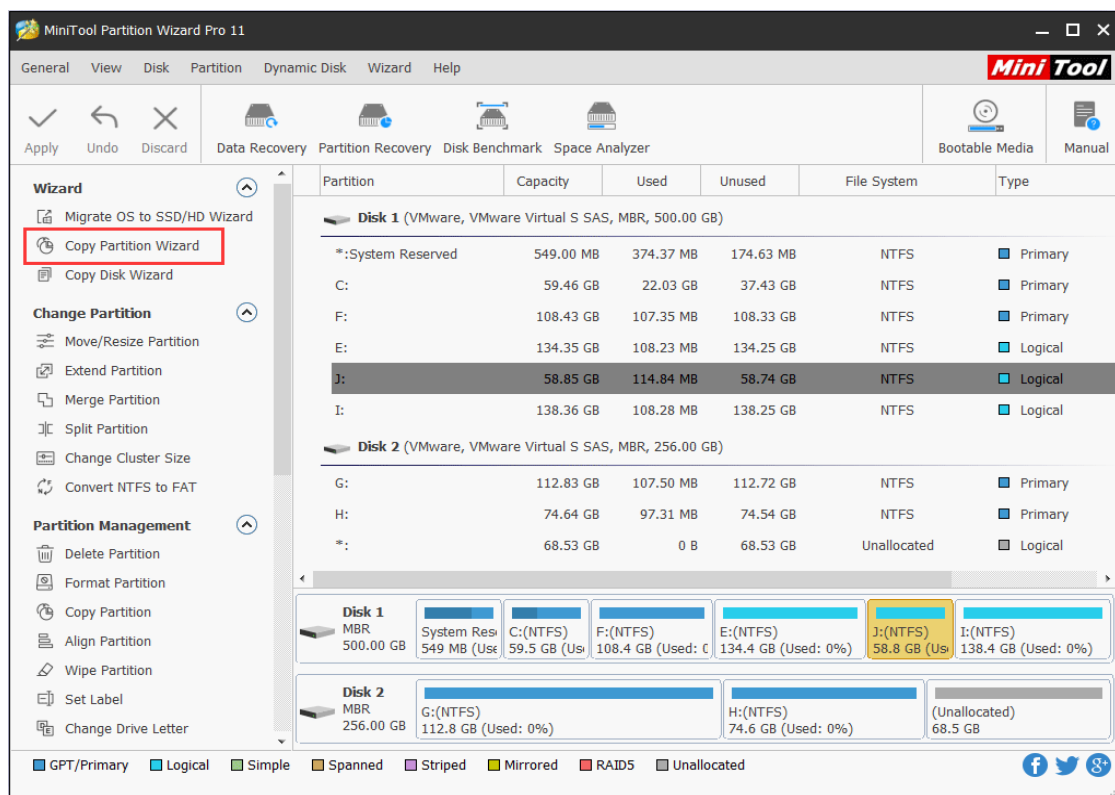 MiniTool Partition Wizard Pro 11
General View Disk Partition Dynamic Disk Wizard Help
Mini Tool
Apply Undo Discard Data Recovery Partition Recovery Disk Benchmark Space Analyzer Bootable Media Manual
Wizard
Migrate OS to SSD/HD Wizard
Copy Partition Wizard
Copy Disk Wizard
Change Partition
Move/Resize Partition
Extend Partition
Merge Partition
Split Partition
Change Cluster Size
Convert NTFS to FAT
Partition Management
Delete Partition
Format Partition
Copy Partition
Align Partition
Wipe Partition
Set Label
Change Drive Letter
Partition Capacity Used Unused File System Type
Disk 1 (VMware, VMware Virtual S SAS, MBR, 500.00 GB)
*:System Reserved 549.00 MB 374.37 MB 174.63 MB NTFS Primary
C: 59.46 GB 22.03 GB 37.43 GB NTFS Primary
F: 108.43 GB 107.35 MB 108.33 GB NTFS Primary
E: 134.35 GB 108.23 MB 134.25 GB NTFS Logical
J: 58.85 GB 114.84 MB 58.74 GB NTFS Logical
I: 138.36 GB 108.28 MB 138.25 GB NTFS Logical
Disk 2 (VMware, VMware Virtual S SAS, MBR, 256.00 GB)
G: 112.83 GB 107.50 MB 112.72 GB NTFS Primary
H: 74.64 GB 97.31 MB 74.54 GB NTFS Primary
*: 68.53 GB 0 B 68.53 GB Unallocated Logical
Disk 1
MBR
500.00 GB
System Res
549 MB (Use
C:(NTFS)
59.5 GB (Us
F:(NTFS)
108.4 GB (Used:
E:(NTFS)
134.4 GB (Used: 0%)
J:(NTFS)
58.8 GB (Us
I:(NTFS)
138.4 GB (Used: 0%)
Disk 2
MBR
256.00 GB
G:(NTFS)
112.8 GB (Used: 0%)
H:(NTFS)
74.6 GB (Used: 0%)
(Unallocated)
68.5 GB
GPT/Primary Logical Simple Spanned Striped Mirrored RAID5 Unallocated